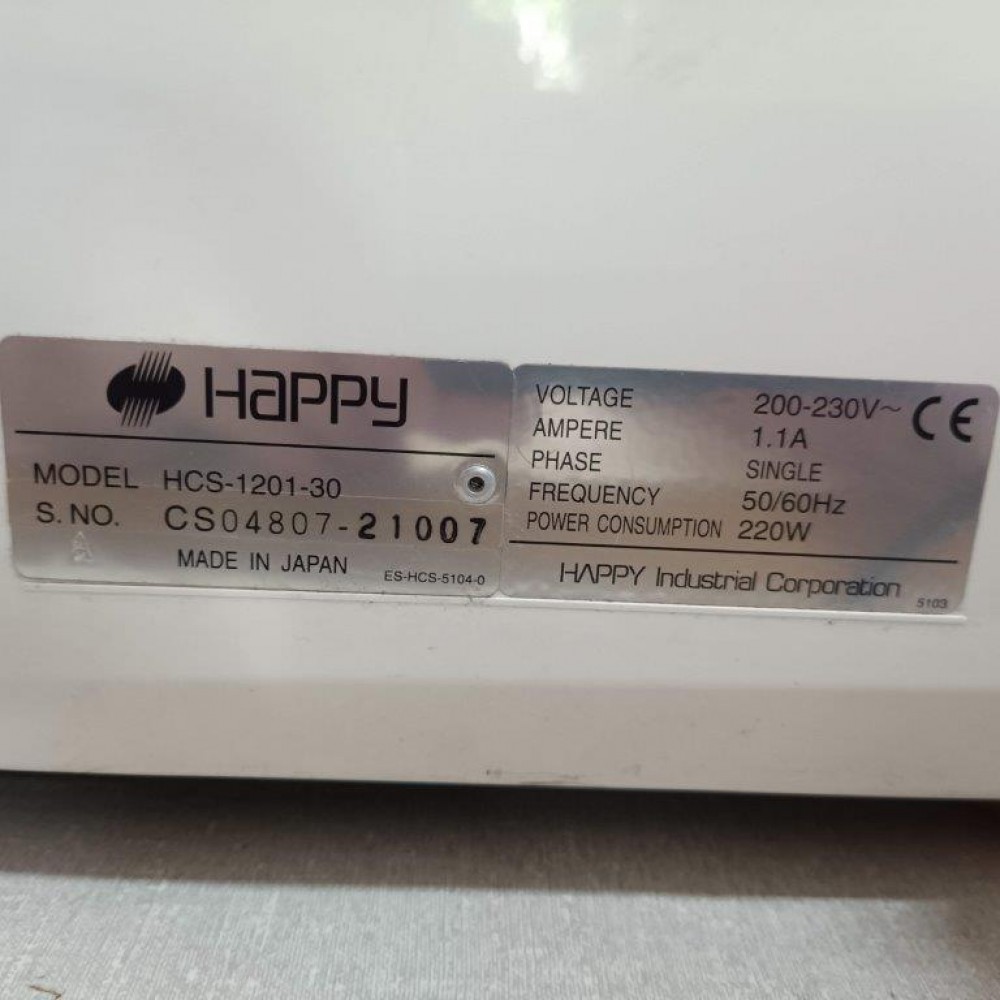 HAPPY
MODEL HCS-1201-30
S. NO. CS04807-21007
MADE IN JAPAN
ES-HCS-5104-0
VOLTAGE 200-230V~ CE
AMPERE 1.1A
PHASE SINGLE
FREQUENCY 50/60Hz
POWER CONSUMPTION 220W
HAPPY Industrial Corporation
5103